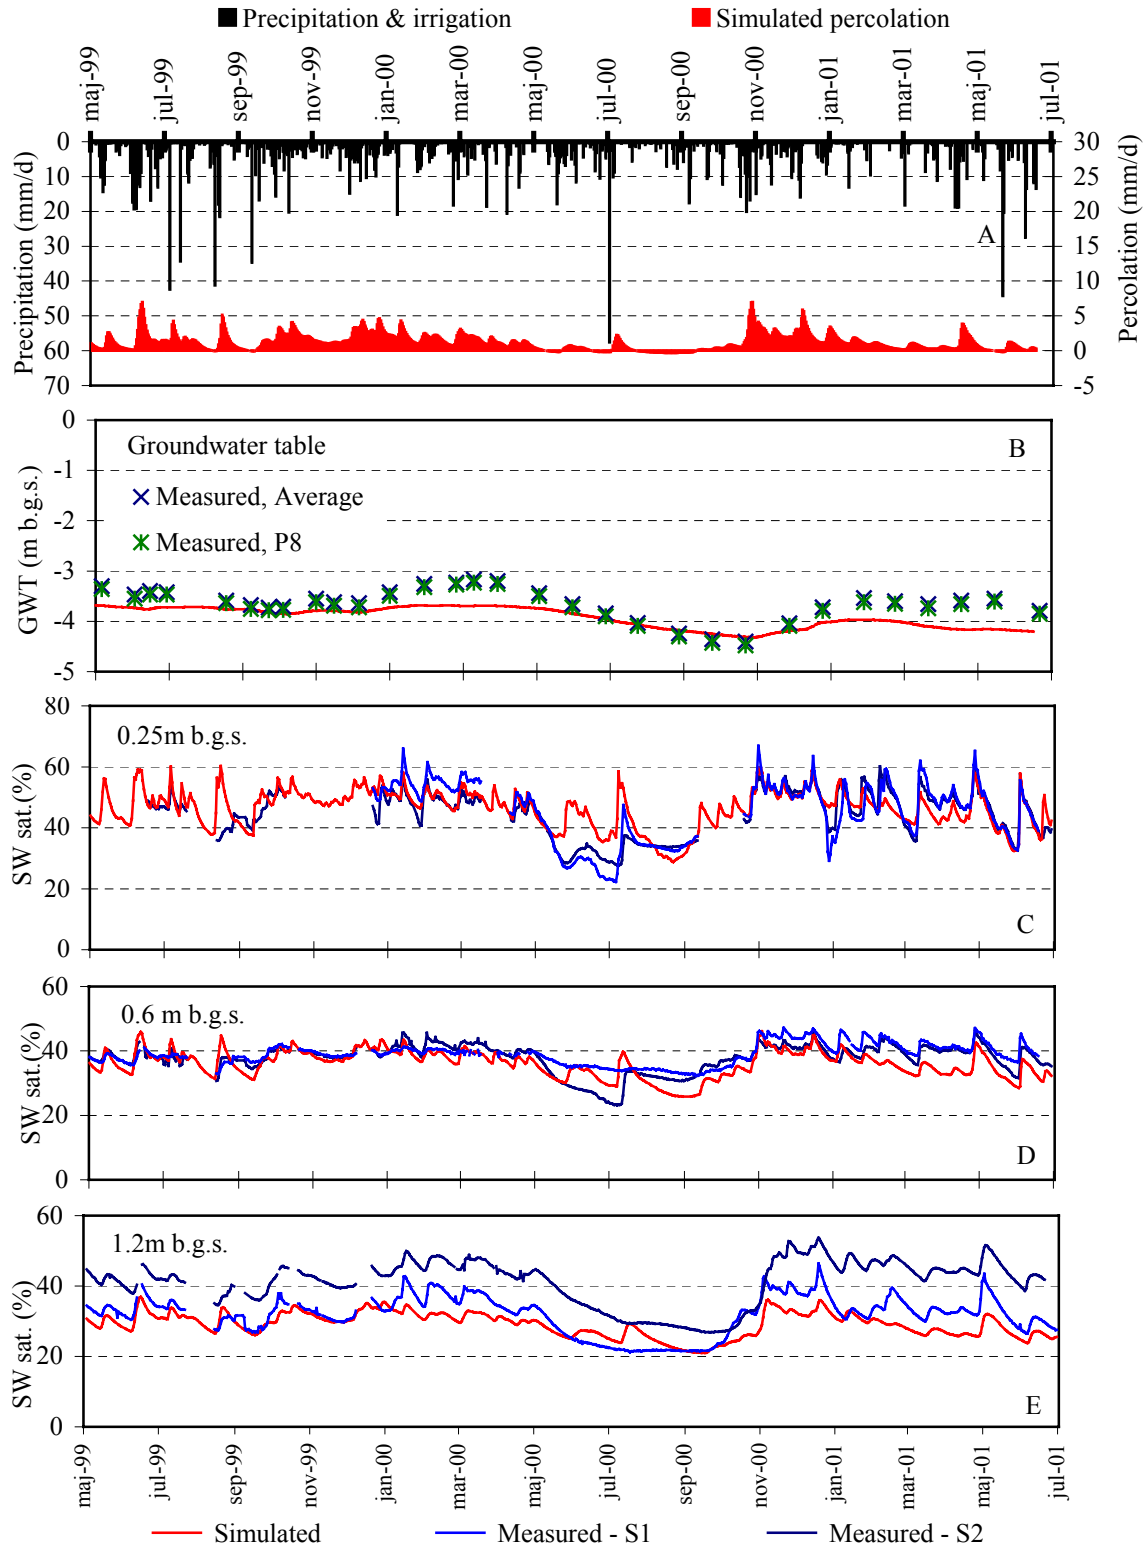 Precipitation & irrigation Simulated percolation
maj-99 jul-99 sep-99 nov-99 jan-00 mar-00 maj-00 jul-00 sep-00 nov-00 jan-01 mar-01 maj-01 jul-01
Precipitation (mm/d)
0
10
20
30
40
50
60
70
A
30
25
20
15
10
5
0
-5
Percolation (mm/d)
GWT (m b.g.s.)
0
-1
-2
-3
-4
-5
Groundwater table B
Measured, Average
Measured, P8
SW sat.(%)
80
60
40
20
0
0.25m b.g.s.
C
SW sat.(%)
60
40
20
0
0.6 m b.g.s.
D
SW sat. (%)
60
40
20
0
1.2m b.g.s.
E
maj-99 jul-99 sep-99 nov-99 jan-00 mar-00 maj-00 jul-00 sep-00 nov-00 jan-01 mar-01 maj-01 jul-01
Simulated Measured - S1 Measured - S2